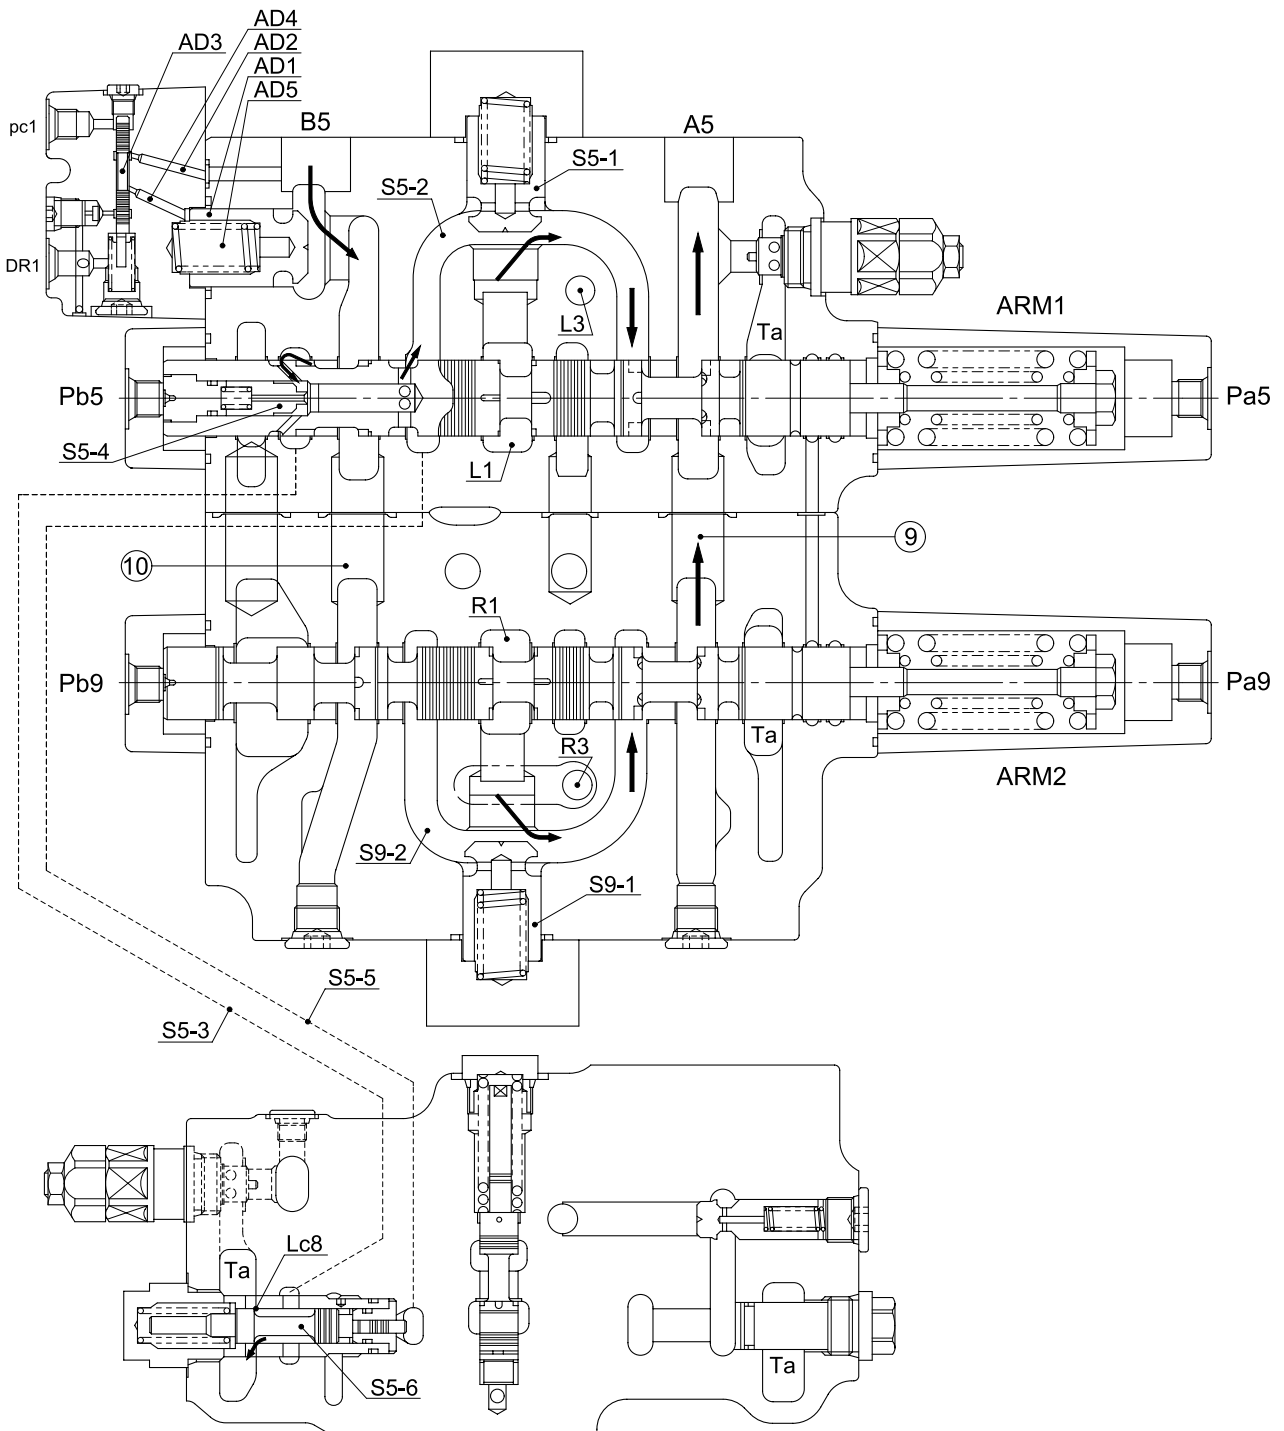 AD4
AD3
AD2
AD1
AD5
B5
A5
pc1
S5-1
S5-2
DR1
L3
Ta
ARM1
Pb5
Pa5
S5-4
L1
10
9
R1
Pb9
Pa9
R3
Ta
ARM2
S9-2
S9-1
S5-5
S5-3
Lc8
Ta
Ta
S5-6